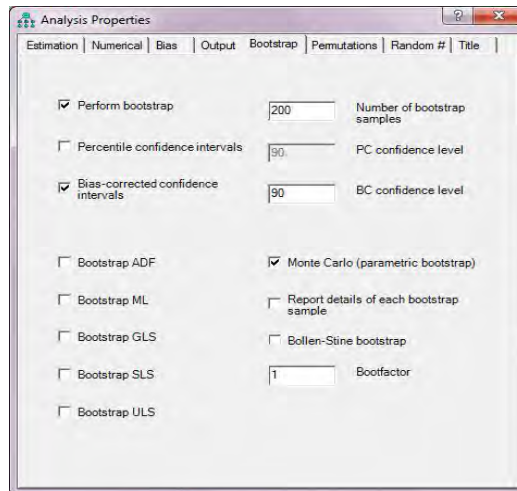 Analysis Properties
Estimation Numerical Bias Output Bootstrap Permutations Random # Title
Perform bootstrap 200 Number of bootstrap
samples
Percentile confidence intervals 90 PC confidence level
Bias-corrected confidence
intervals 90 BC confidence level
Bootstrap ADF Monte Carlo (parametric bootstrap)
Bootstrap ML Report details of each bootstrap
sample
Bootstrap GLS Bollen-Stine bootstrap
Bootstrap SLS 1 Bootfactor
Bootstrap ULS